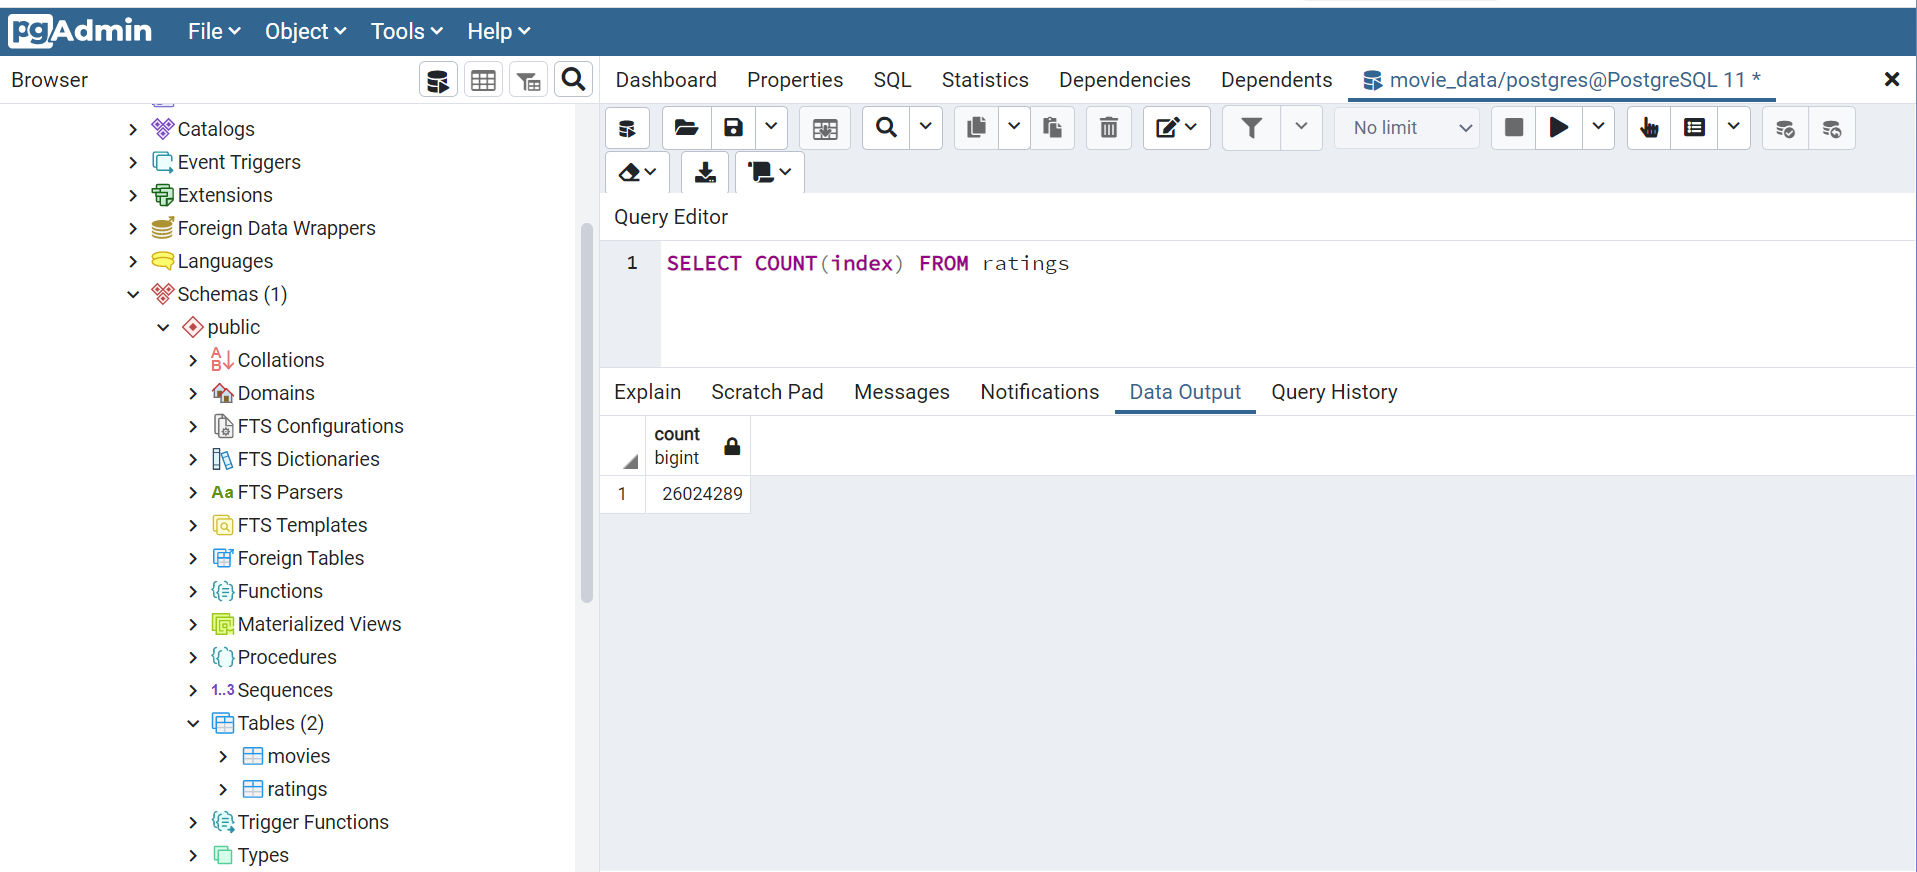 pgAdmin File Object Tools Help
Browser
Dashboard Properties SQL Statistics Dependencies Dependents movie_data/postgres@PostgreSQL 11 *
No limit
Catalogs
Event Triggers
Extensions
Foreign Data Wrappers
Languages
Schemas (1)
public
Collations
Domains
FTS Configurations
FTS Dictionaries
Aa FTS Parsers
FTS Templates
Foreign Tables
Functions
Materialized Views
Procedures
1..3 Sequences
Tables (2)
movies
ratings
Trigger Functions
Types
Query Editor
1 SELECT COUNT(index) FROM ratings
Explain Scratch Pad Messages Notifications Data Output Query History
count
bigint
1 26024289